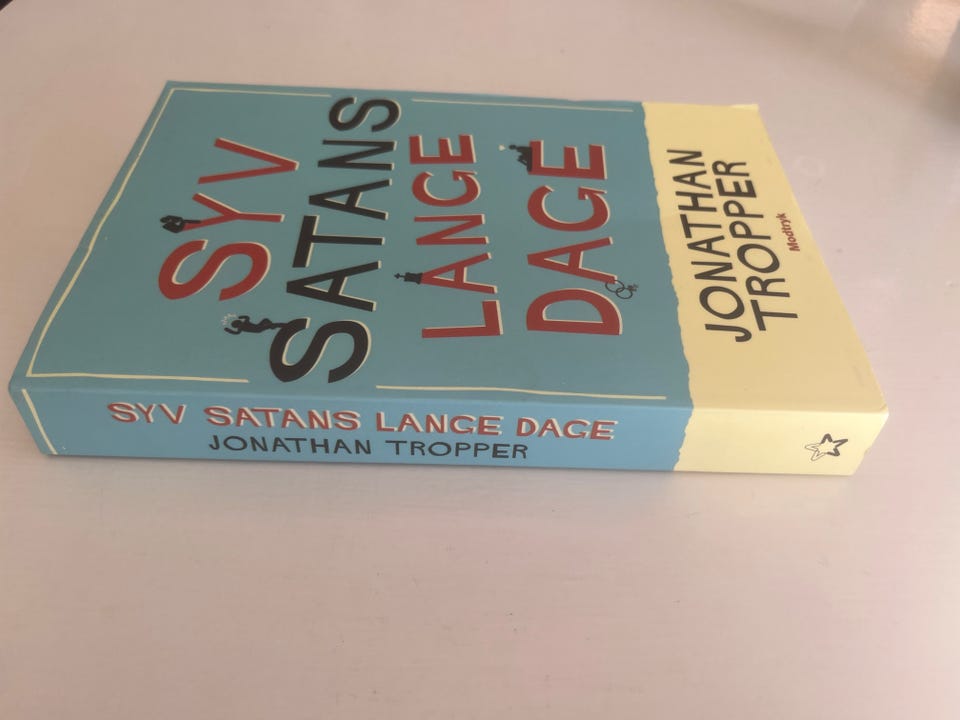 SYV
SATANS
LANGE
DAGE
JONATHAN
TROPPER
Modtryk
SYV SATANS LANGE DAGE
JONATHAN TROPPER